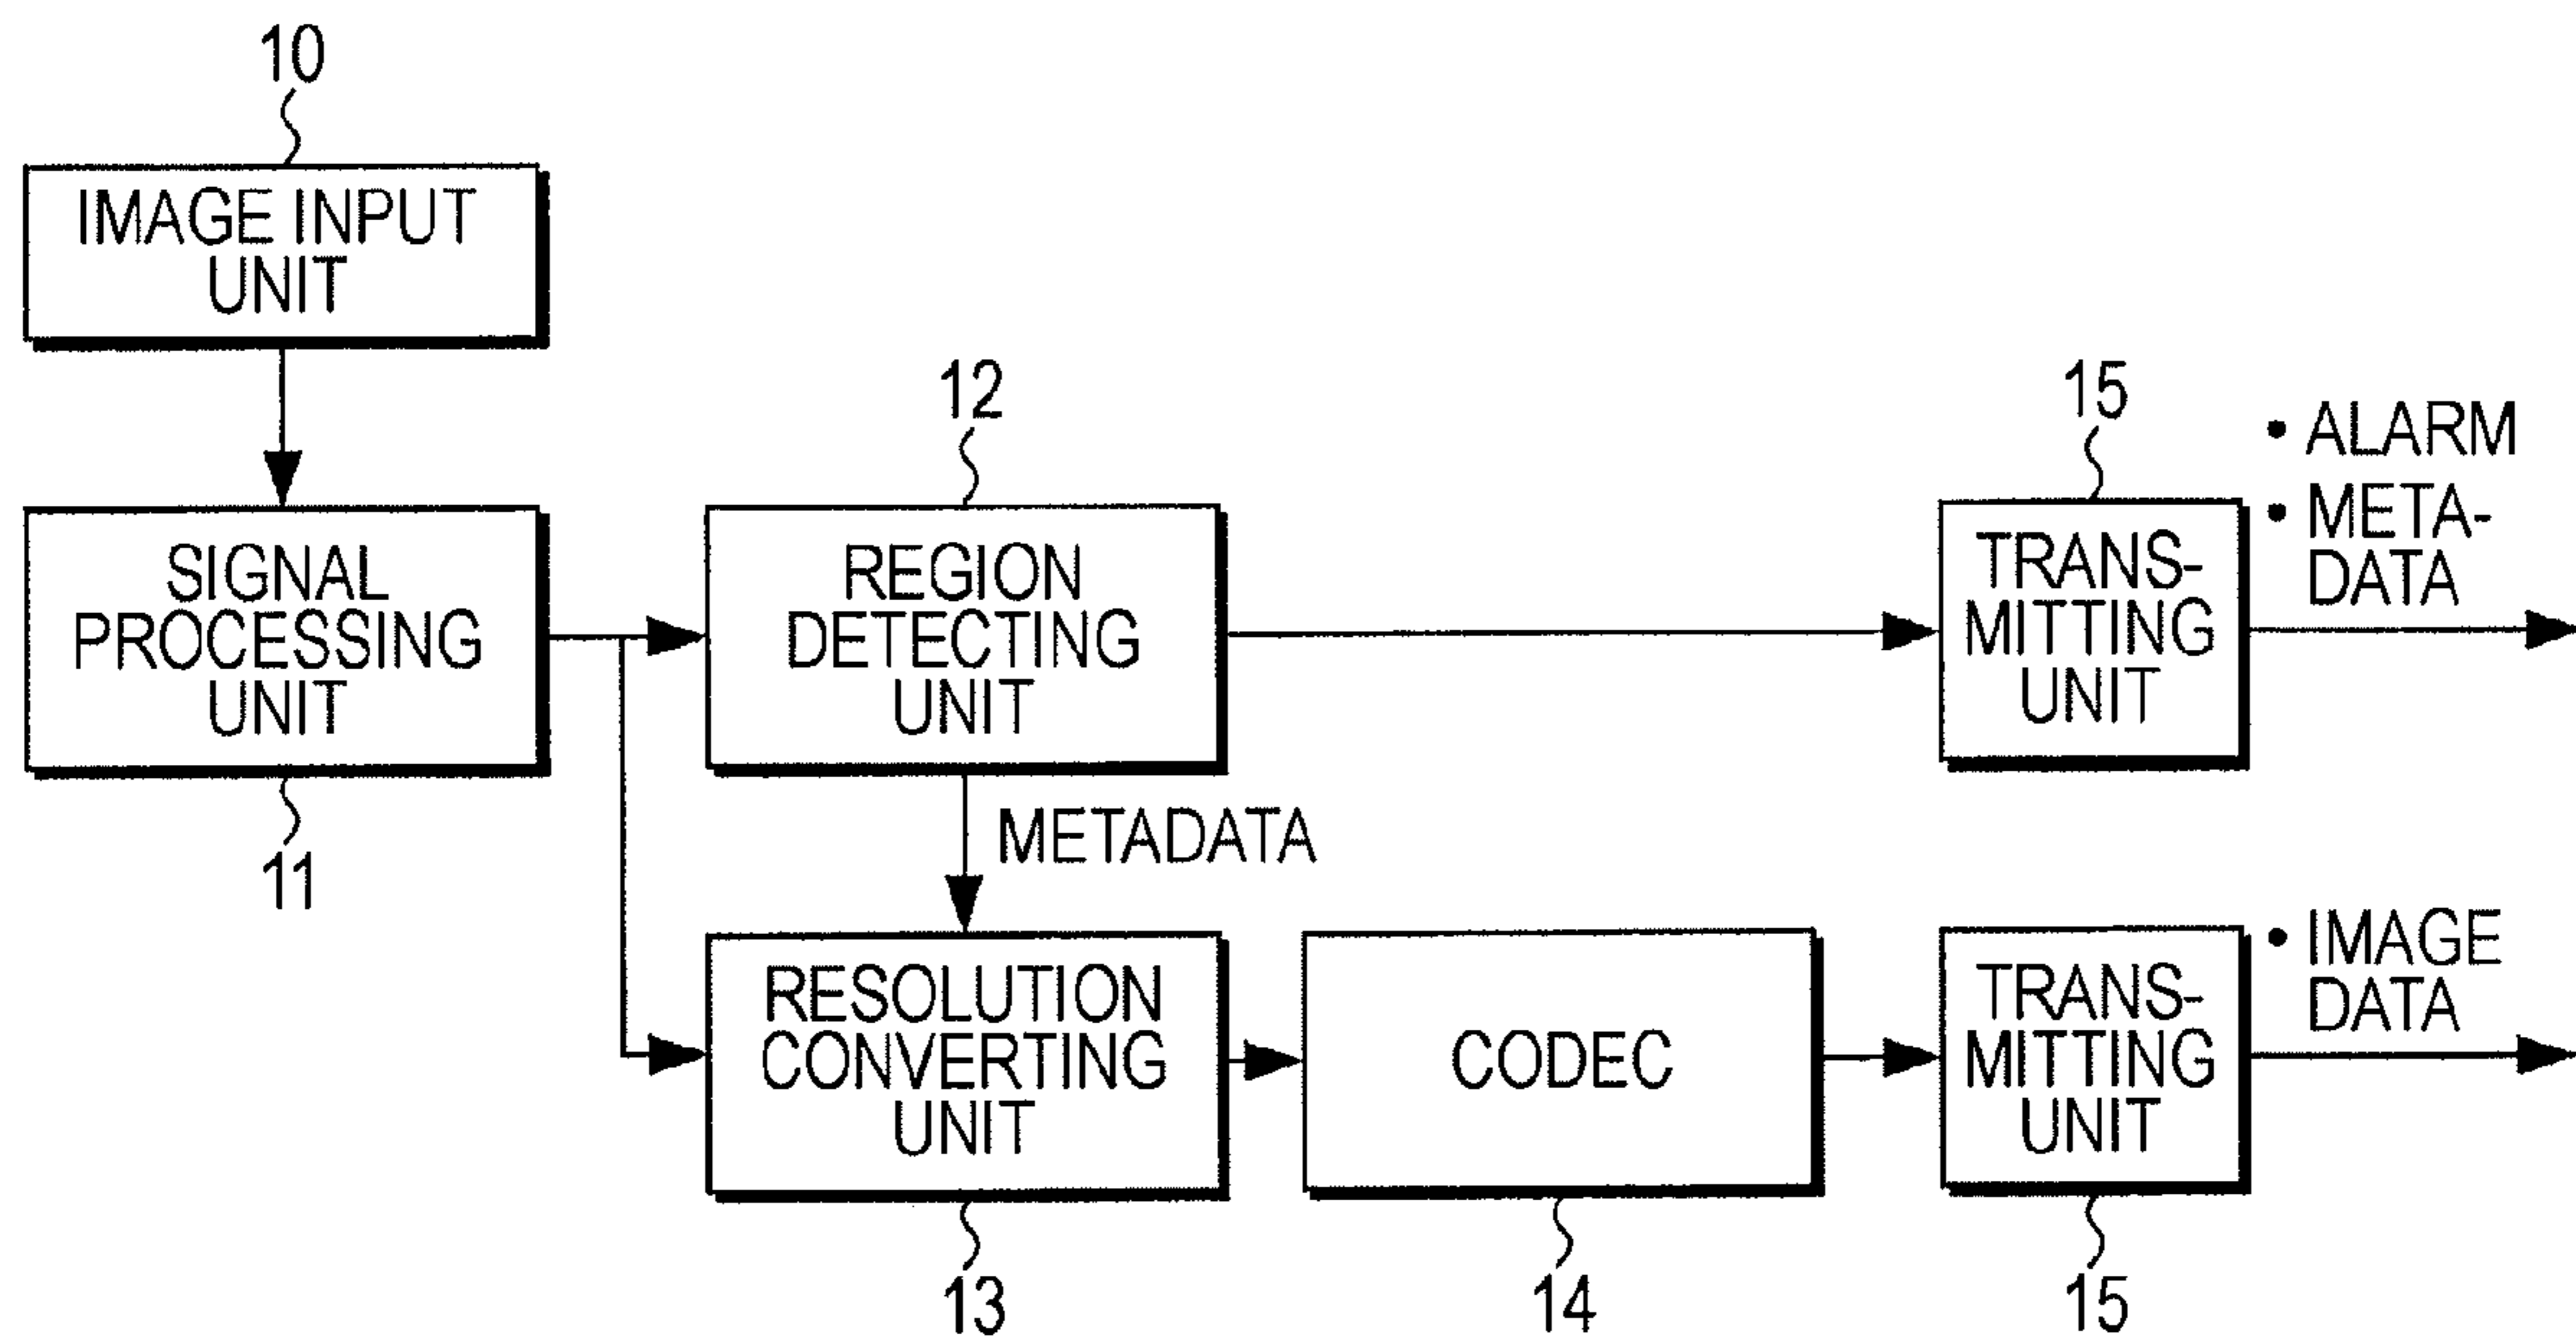 10
IMAGE INPUT
UNIT
SIGNAL
PROCESSING
UNIT
11
12
REGION
DETECTING
UNIT
METADATA
15
TRANS-
MITTING
UNIT
• ALARM
• META-
DATA
RESOLUTION
CONVERTING
UNIT
13
CODEC
14
TRANS-
MITTING
UNIT
15
• IMAGE
DATA